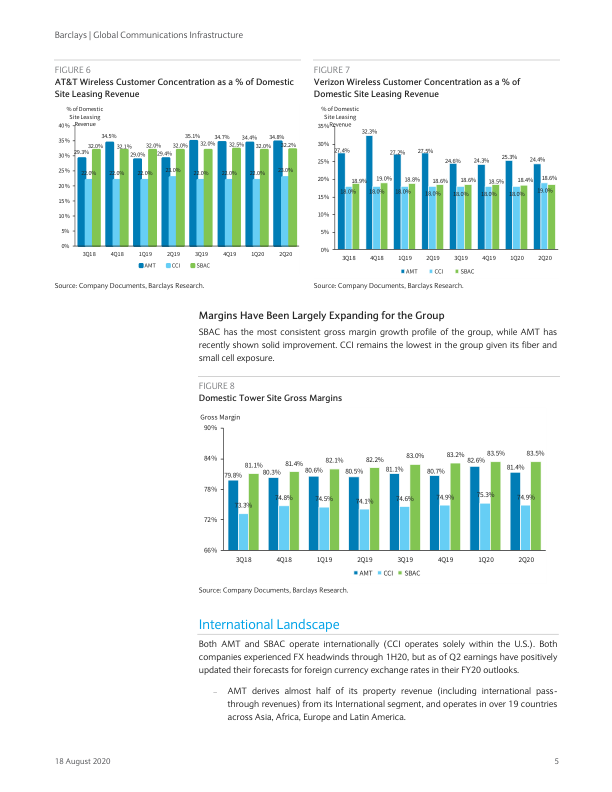 Barclays | Global Communications Infrastructure
FIGURE 6
AT&T Wireless Customer Concentration as a % of Domestic
Site Leasing Revenue
% of Domestic
Site Leasing
Revenue
40%
35%
30%
25%
20%
15%
10%
5%
0%
29.3% 22.0% 32.0%
34.5% 22.0% 32.1%
29.0% 22.0% 32.0%
29.4% 23.0% 32.0%
35.1% 22.0% 32.0%
34.7% 22.0% 32.5%
34.4% 22.0% 32.0%
34.8% 23.0% 32.2%
3Q18 4Q18 1Q19 2Q19 3Q19 4Q19 1Q20 2Q20
AMT CCI SBAC
Source: Company Documents, Barclays Research.
FIGURE 7
Verizon Wireless Customer Concentration as a % of
Domestic Site Leasing Revenue
% of Domestic
Site Leasing
Revenue
35%
30%
25%
20%
15%
10%
5%
0%
27.4% 18.0% 18.9%
32.3% 18.0% 19.0%
27.2% 18.0% 18.8%
27.5% 18.0% 18.6%
24.6% 18.0% 18.6%
24.3% 18.0% 18.5%
25.3% 18.0% 18.4%
24.4% 19.0% 18.6%
3Q18 4Q18 1Q19 2Q19 3Q19 4Q19 1Q20 2Q20
AMT CCI SBAC
Source: Company Documents, Barclays Research.
Margins Have Been Largely Expanding for the Group
SBAC has the most consistent gross margin growth profile of the group, while AMT has
recently shown solid improvement. CCI remains the lowest in the group given its fiber and
small cell exposure.
FIGURE 8
Domestic Tower Site Gross Margins
Gross Margin
90%
84%
78%
72%
66%
79.8% 73.3% 81.1%
80.3% 74.8% 81.4%
80.6% 74.5% 82.1%
80.5% 74.1% 82.2%
81.1% 74.6% 83.0%
80.7% 74.9% 83.2%
82.6% 75.3% 83.5%
81.4% 74.9% 83.5%
3Q18 4Q18 1Q19 2Q19 3Q19 4Q19 1Q20 2Q20
AMT CCI SBAC
Source: Company Documents, Barclays Research.
International Landscape
Both AMT and SBAC operate internationally (CCI operates solely within the U.S.). Both
companies experienced FX headwinds through 1H20, but as of Q2 earnings have positively
updated their forecasts for foreign currency exchange rates in their FY20 outlooks.
– AMT derives almost half of its property revenue (including international pass-
through revenues) from its International segment, and operates in over 19 countries
across Asia, Africa, Europe and Latin America.
18 August 2020
5